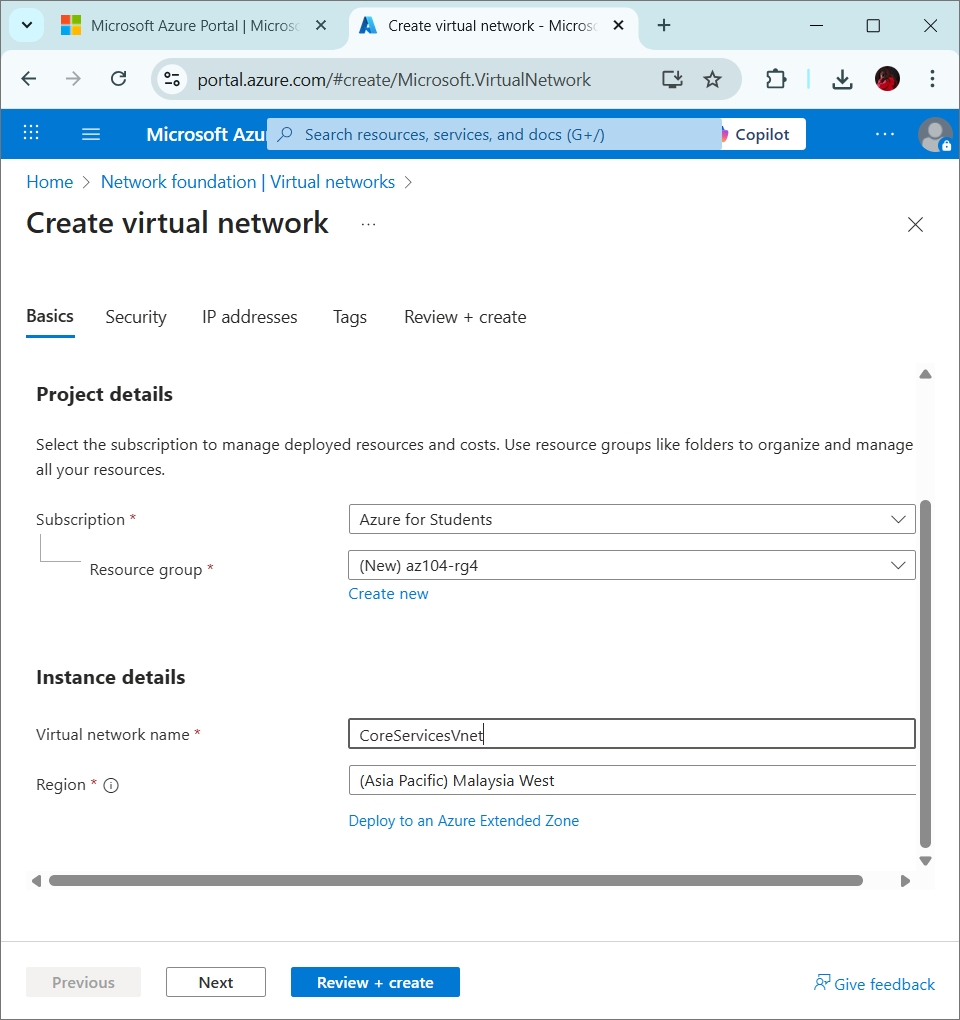 Microsoft Azure Portal | Microso
Create virtual network - Microso
portal.azure.com/#create/Microsoft.VirtualNetwork
Microsoft Azu
Search resources, services, and docs (G+/)
Copilot
Home > Network foundation | Virtual networks >
Create virtual network ...
Basics Security IP addresses Tags Review + create
Project details
Select the subscription to manage deployed resources and costs. Use resource groups like folders to organize and manage
all your resources.
Subscription *
Azure for Students
Resource group *
(New) az104-rg4
Create new
Instance details
Virtual network name *
CoreServicesVnet
Region *
(Asia Pacific) Malaysia West
Deploy to an Azure Extended Zone
Previous
Next
Review + create
Give feedback